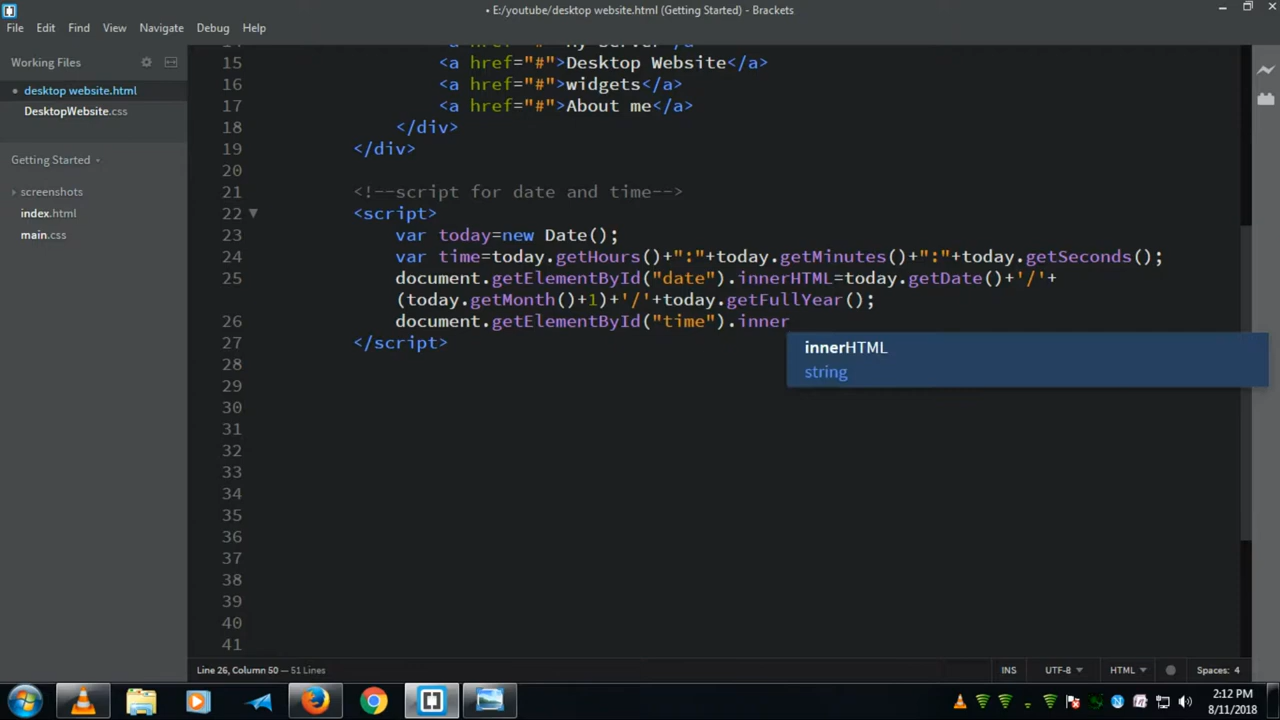 • E:/youtube/desktop website.html (Getting Started) - Brackets
File Edit Find View Navigate Debug Help
Working Files
• desktop website.html
DesktopWebsite.css
Getting Started
screenshots
index.html
main.css
14 <a href="#">My Server</a>
15 <a href="#">Desktop Website</a>
16 <a href="#">widgets</a>
17 <a href="#">About me</a>
18 </div>
19 </div>
20
21 <!--script for date and time-->
22 <script>
23 var today=new Date();
24 var time=today.getHours()+":"+today.getMinutes()+":"+today.getSeconds();
25 document.getElementById("date").innerHTML=today.getDate()+'/'+
(today.getMonth()+1)+'/'+today.getFullYear();
26 document.getElementById("time").inner
innerHTML
string
27 </script>
28
29
30
31
32
33
34
35
36
37
38
39
40
41
Line 26, Column 50 — 51 Lines
INS UTF-8 HTML Spaces: 4
2:12 PM
8/11/2018